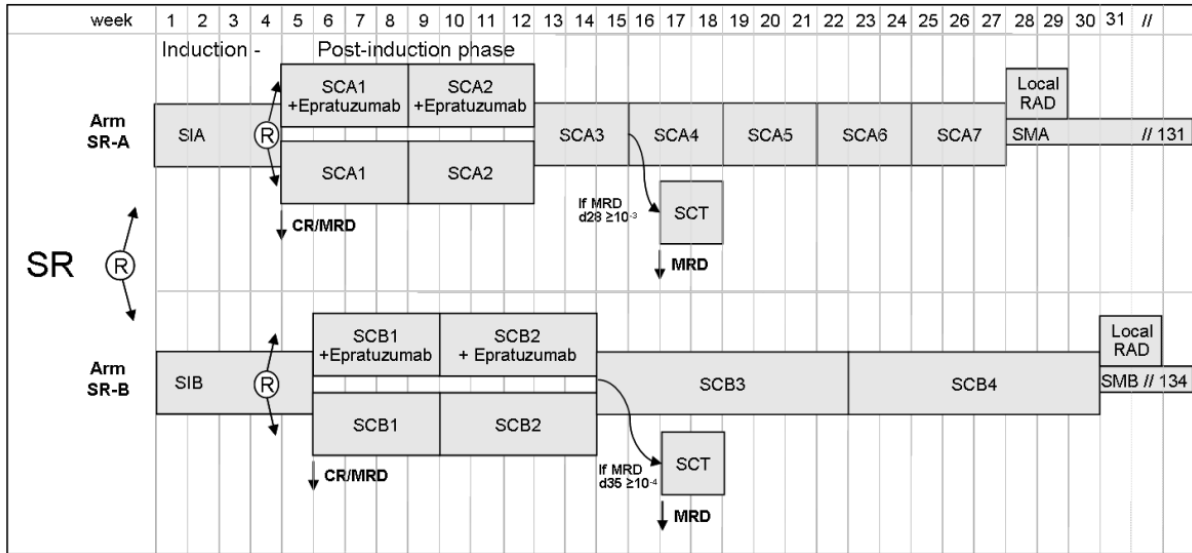 week 1 2 3 4 5 6 7 8 9 10 11 12 13 14 15 16 17 18 19 20 21 22 23 24 25 26 27 28 29 30 31 //
Induction - Post-induction phase
SCA1
+Epratuzumab
SCA2
+Epratuzumab
Local
RAD
Arm
SR-A
SIA
R
SCA3
SCA4
SCA5
SCA6
SCA7
SMA // 131
SCA1
SCA2
If MRD
d28 ≥10⁻³
SCT
CR/MRD
MRD
SR
R
SCB1
+Epratuzumab
SCB2
+ Epratuzumab
Local
RAD
Arm
SR-B
SIB
R
SCB3
SCB4
SMB // 134
SCB1
SCB2
If MRD
d35 ≥10⁻⁴
SCT
CR/MRD
MRD